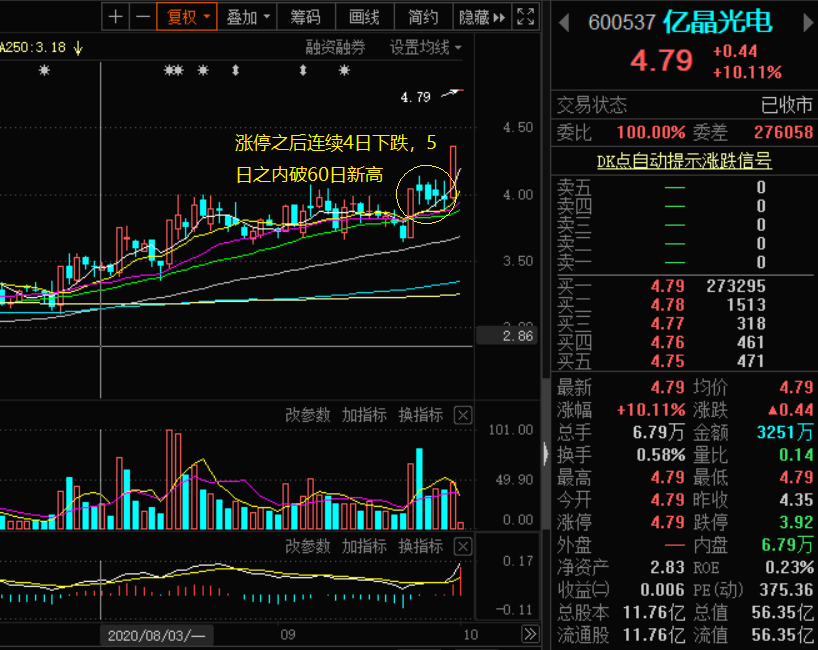 ＋ － 复权 叠加 筹码 画线 简约 隐藏
A250:3.18 ↓ 融资融券 设置均线
4.79
涨停之后连续4日下跌，5
日之内破60日新高
4.50
4.00
3.50
2.86
改参数 加指标 换指标
101.00
49.90
0.00
改参数 加指标 换指标
0.17
-0.11
2020/08/03/一 09 10
600537 亿晶光电
4.79 +0.44
+10.11%
交易状态 已收市
委比 100.00% 委差 276058
DK点自动提示涨跌信号
卖五 — 0
卖四 — 0
卖三 — 0
卖二 — 0
卖一 — 0
买一 4.79 273295
买二 4.78 1513
买三 4.77 318
买四 4.76 461
买五 4.75 471
最新 4.79 均价 4.79
涨幅 +10.11% 涨跌 ▲0.44
总手 6.79万 金额 3251万
换手 0.58% 量比 0.14
最高 4.79 最低 4.79
今开 4.79 昨收 4.35
涨停 4.79 跌停 3.92
外盘 — 内盘 6.79万
净资产 2.83 ROE 0.23%
收益㈡ 0.006 PE(动) 375.36
总股本 11.76亿 总值 56.35亿
流通股 11.76亿 流值 56.35亿